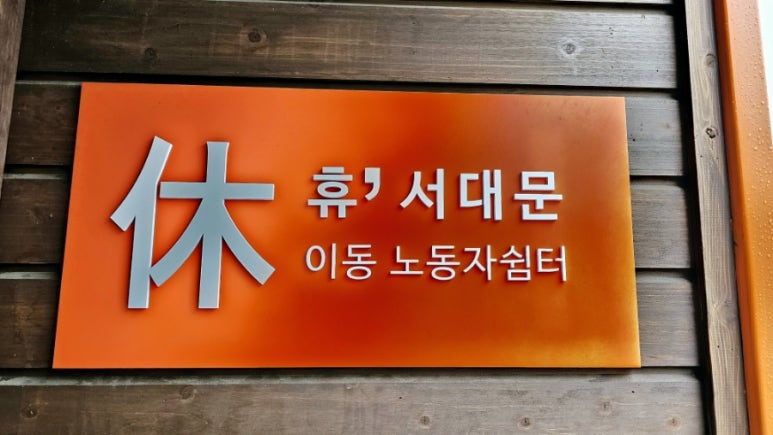 休
휴’ 서대문
이동 노동자쉼터